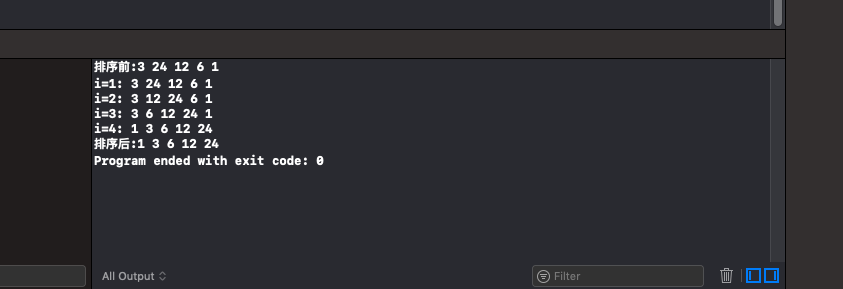 排序前:3 24 12 6 1
i=1: 3 24 12 6 1
i=2: 3 12 24 6 1
i=3: 3 6 12 24 1
i=4: 1 3 6 12 24
排序后:1 3 6 12 24
Program ended with exit code: 0
All Output
Filter